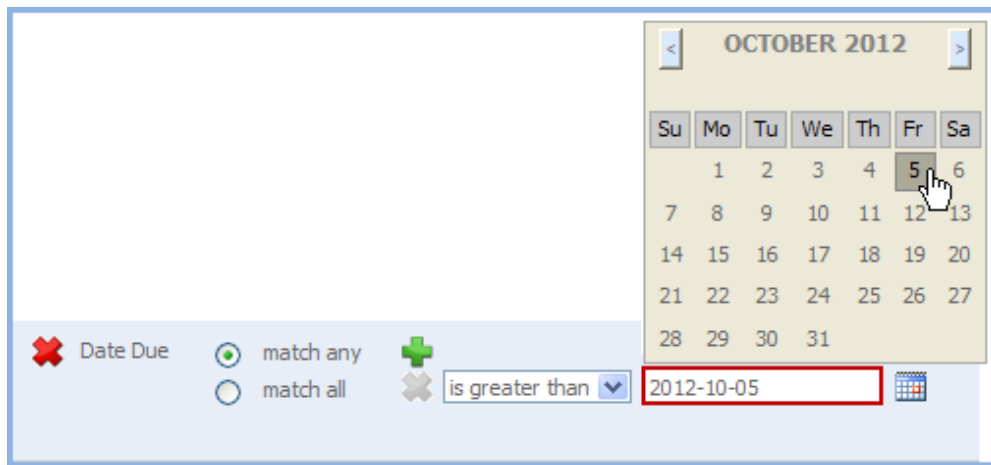 < OCTOBER 2012 >
Su Mo Tu We Th Fr Sa
1 2 3 4 5 6
7 8 9 10 11 12 13
14 15 16 17 18 19 20
21 22 23 24 25 26 27
28 29 30 31
Date Due match any
match all is greater than 2012-10-05